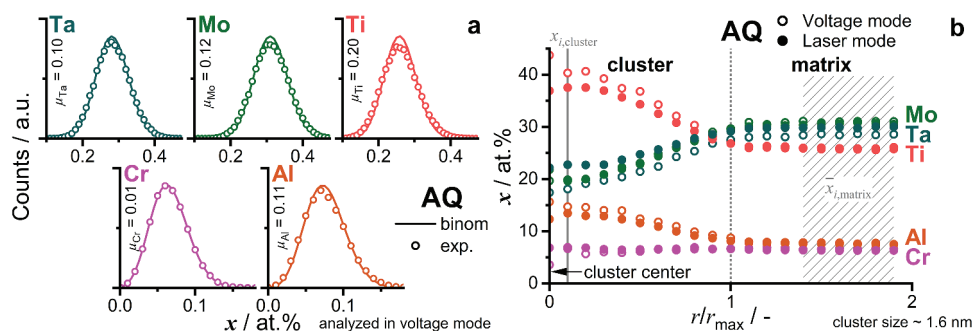 a
Ta
μTa = 0.10
Mo
μMo = 0.12
Ti
μTi = 0.20
0.2 0.4
0.2 0.4
0.2 0.4
Counts / a.u.
Cr
μCr = 0.01
Al
μAl = 0.11
AQ
binom
exp.
0.0 0.1
0.0 0.1
x / at.%
analyzed in voltage mode
b
xi,cluster
AQ
Voltage mode
Laser mode
cluster
matrix
x̄i,matrix
Mo
Ta
Ti
Al
Cr
40
30
20
10
0
x / at.%
cluster center
0 1 2
r/rmax / -
cluster size ~ 1.6 nm